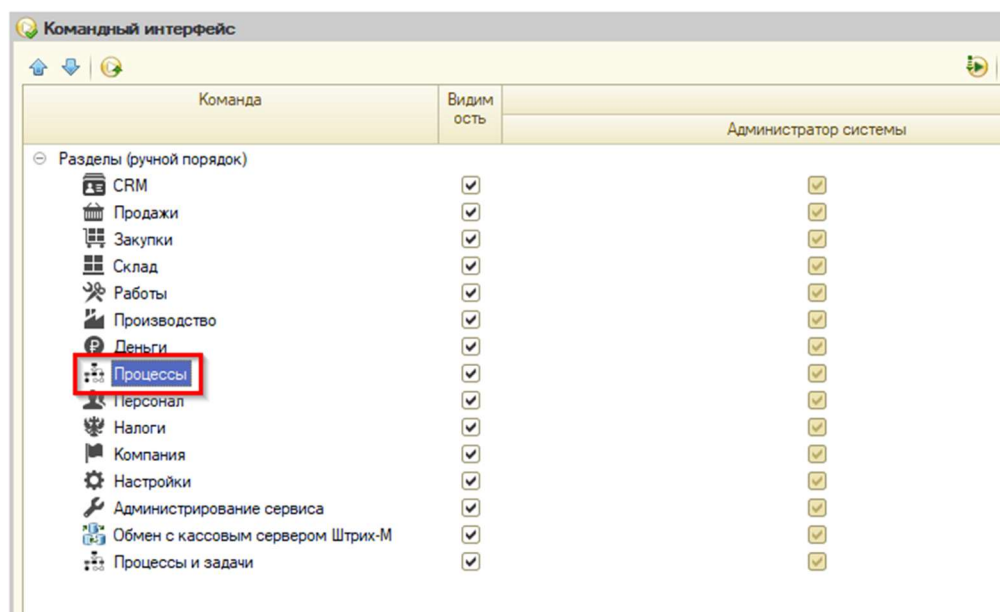 Командный интерфейс
Команда
Видим
ость
Администратор системы
Разделы (ручной порядок)
CRM
Продажи
Закупки
Склад
Работы
Производство
Деньги
Процессы
Персонал
Налоги
Компания
Настройки
Администрирование сервиса
Обмен с кассовым сервером Штрих-М
Процессы и задачи